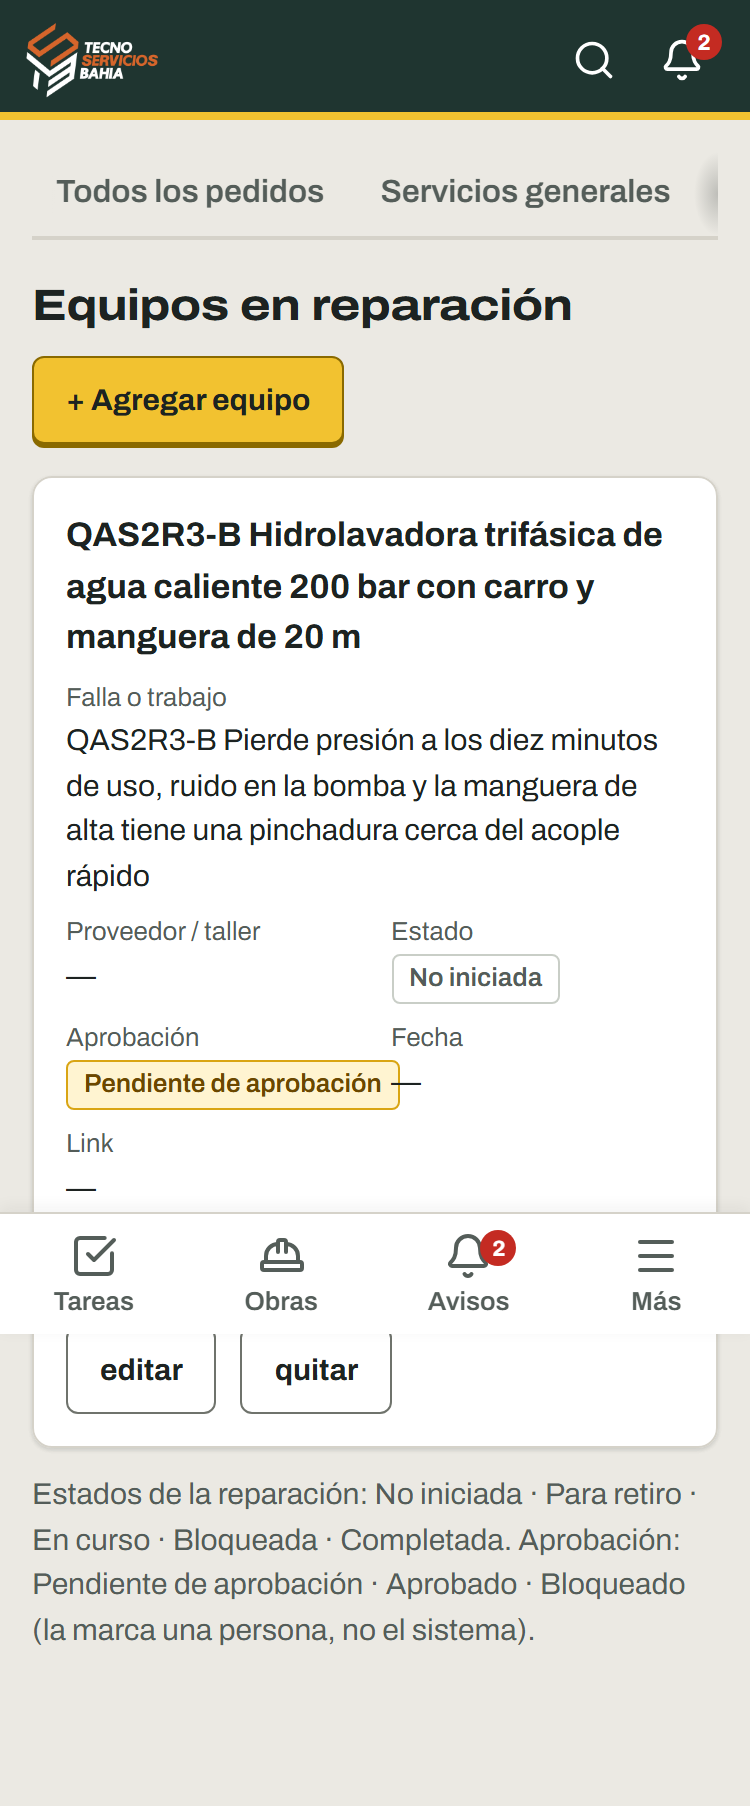 TECNO
SERVICIOS
BAHIA
2
Todos los pedidos Servicios generales
Equipos en reparación
+ Agregar equipo
QAS2R3-B Hidrolavadora trifásica de
agua caliente 200 bar con carro y
manguera de 20 m
Falla o trabajo
QAS2R3-B Pierde presión a los diez minutos
de uso, ruido en la bomba y la manguera de
alta tiene una pinchadura cerca del acople
rápido
Proveedor / taller Estado
— No iniciada
Aprobación Fecha
Pendiente de aprobación —
Link
—
2
Tareas Obras Avisos Más
editar quitar
Estados de la reparación: No iniciada · Para retiro ·
En curso · Bloqueada · Completada. Aprobación:
Pendiente de aprobación · Aprobado · Bloqueado
(la marca una persona, no el sistema).